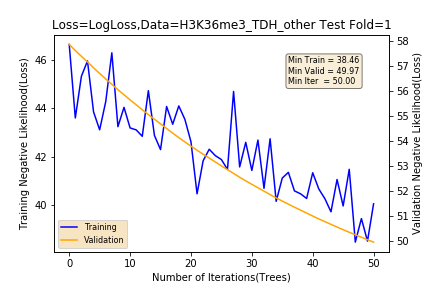 Loss=LogLoss,Data=H3K36me3_TDH_other Test Fold=1
Training Negative Likelihood(Loss)
46
44
42
40
Min Train = 38.46
Min Valid = 49.97
Min Iter = 50.00
Training
Validation
58
57
56
55
54
53
52
51
50
Validation Negative Likelihood(Loss)
0
10
20
30
40
50
Number of Iterations(Trees)